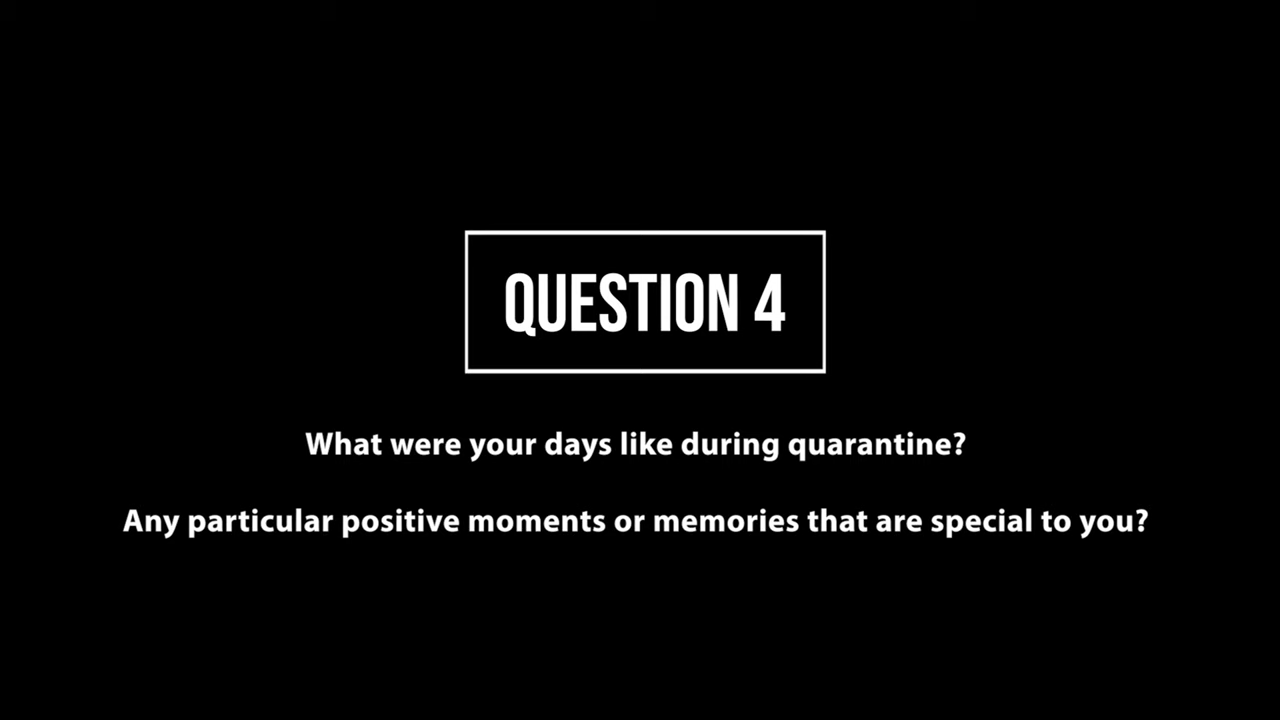 QUESTION 4
What were your days like during quarantine?
Any particular positive moments or memories that are special to you?